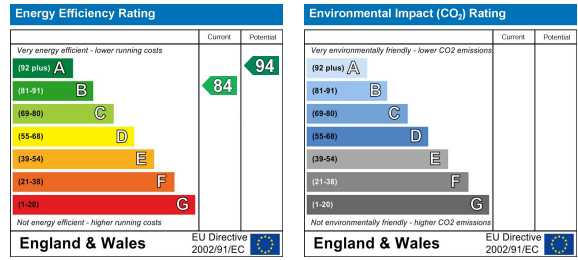 Energy Efficiency Rating
Current Potential
Very energy efficient - lower running costs
(92 plus) A
(81-91) B
(69-80) C
(55-68) D
(39-54) E
(21-38) F
(1-20) G
84
94
Not energy efficient - higher running costs
England & Wales
EU Directive
2002/91/EC
Environmental Impact (CO₂) Rating
Current Potential
Very environmentally friendly - lower CO2 emissions
(92 plus) A
(81-91) B
(69-80) C
(55-68) D
(39-54) E
(21-38) F
(1-20) G
Not environmentally friendly - higher CO2 emissions
England & Wales
EU Directive
2002/91/EC